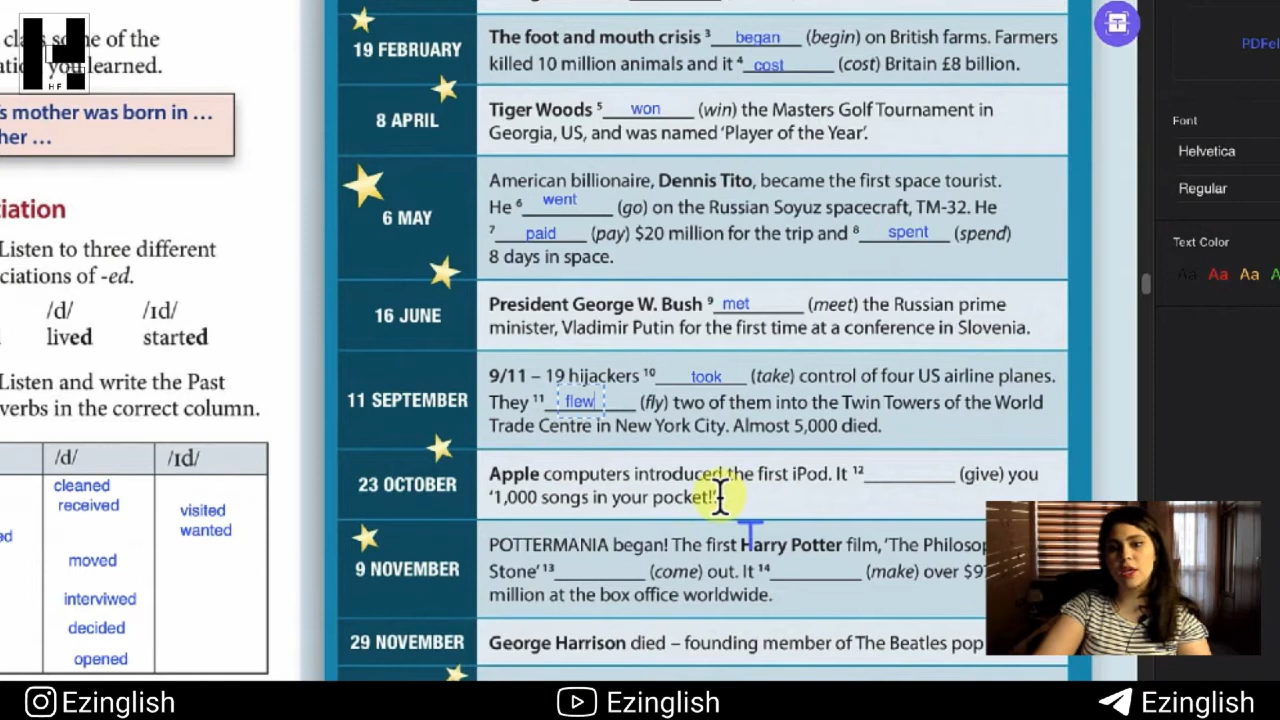 class some of the
you learned.
HF
's mother was born in …
her …
iation
Listen to three different
ciations of -ed.
/d/ /ɪd/
lived started
Listen and write the Past
verbs in the correct column.
/d/ /ɪd/
cleaned
received
visited
wanted
ed
moved
interviwed
decided
opened
19 FEBRUARY
The foot and mouth crisis ³ began (begin) on British farms. Farmers
killed 10 million animals and it ⁴ cost (cost) Britain £8 billion.
8 APRIL
Tiger Woods ⁵ won (win) the Masters Golf Tournament in
Georgia, US, and was named ‘Player of the Year’.
6 MAY
American billionaire, Dennis Tito, became the first space tourist.
He ⁶ went (go) on the Russian Soyuz spacecraft, TM-32. He
⁷ paid (pay) $20 million for the trip and ⁸ spent (spend)
8 days in space.
16 JUNE
President George W. Bush ⁹ met (meet) the Russian prime
minister, Vladimir Putin for the first time at a conference in Slovenia.
11 SEPTEMBER
9/11 – 19 hijackers ¹⁰ took (take) control of four US airline planes.
They ¹¹ flew (fly) two of them into the Twin Towers of the World
Trade Centre in New York City. Almost 5,000 died.
23 OCTOBER
Apple computers introduced the first iPod. It ¹² (give) you
‘1,000 songs in your pocket!’
9 NOVEMBER
POTTERMANIA began! The first Harry Potter film, ‘The Philosop
Stone’ ¹³ (come) out. It ¹⁴ (make) over $9
million at the box office worldwide.
29 NOVEMBER
George Harrison died – founding member of The Beatles pop
PDFel
Font
Helvetica
Regular
Text Color
Aa Aa Aa A
Ezinglish
Ezinglish
Ezinglish